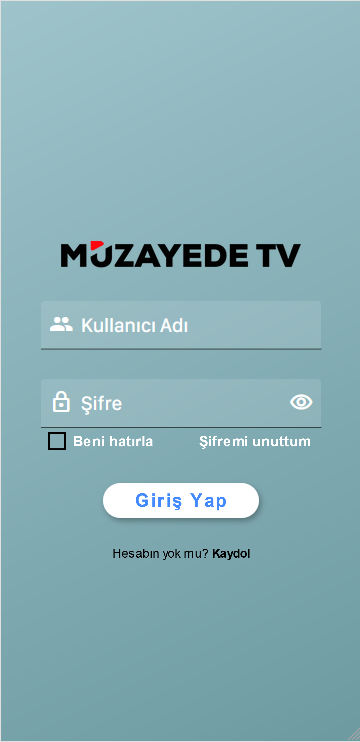 MÜZAYEDE TV
Kullanıcı Adı
Şifre
Beni hatırla Şifremi unuttum
Giriş Yap
Hesabın yok mu? Kaydol